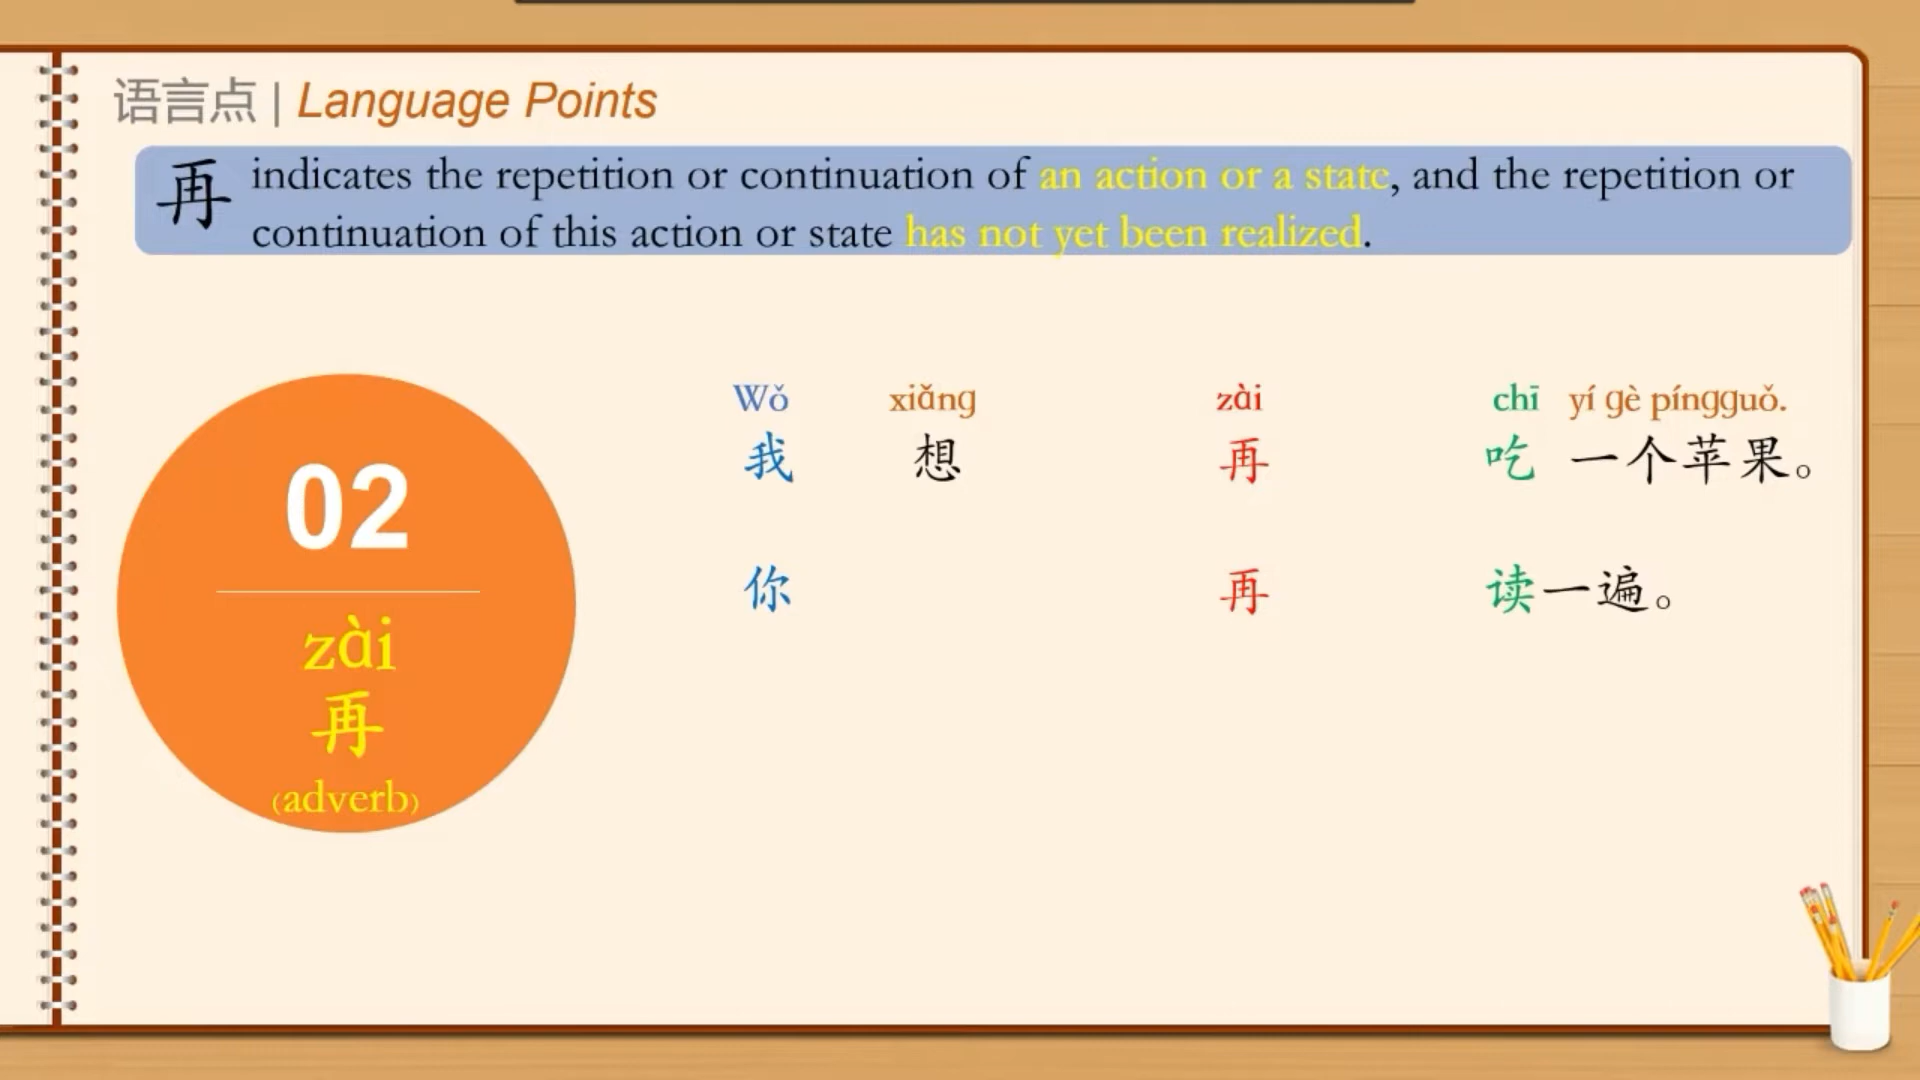 语言点 | Language Points
再 indicates the repetition or continuation of an action or a state, and the repetition or
continuation of this action or state has not yet been realized.
02
zài
再
(adverb)
Wǒ xiǎng zài chī yí gè píngguǒ.
我 想 再 吃 一个苹果。
你 再 读一遍。